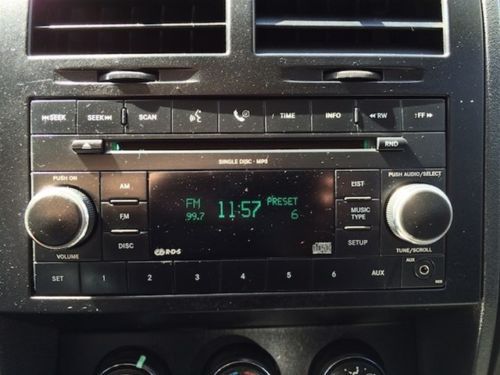 SEEK SEEK SCAN TIME INFO RW FF
SINGLE DISC - MP3 RND
PUSH ON AM FM DISC VOLUME
FM PRESET
99.7 11:57 6
RDS
MUSIC TYPE SETUP
PUSH AUDIO/SELECT
TUNE/SCROLL
SET 1 2 3 4 5 6 AUX
AUX